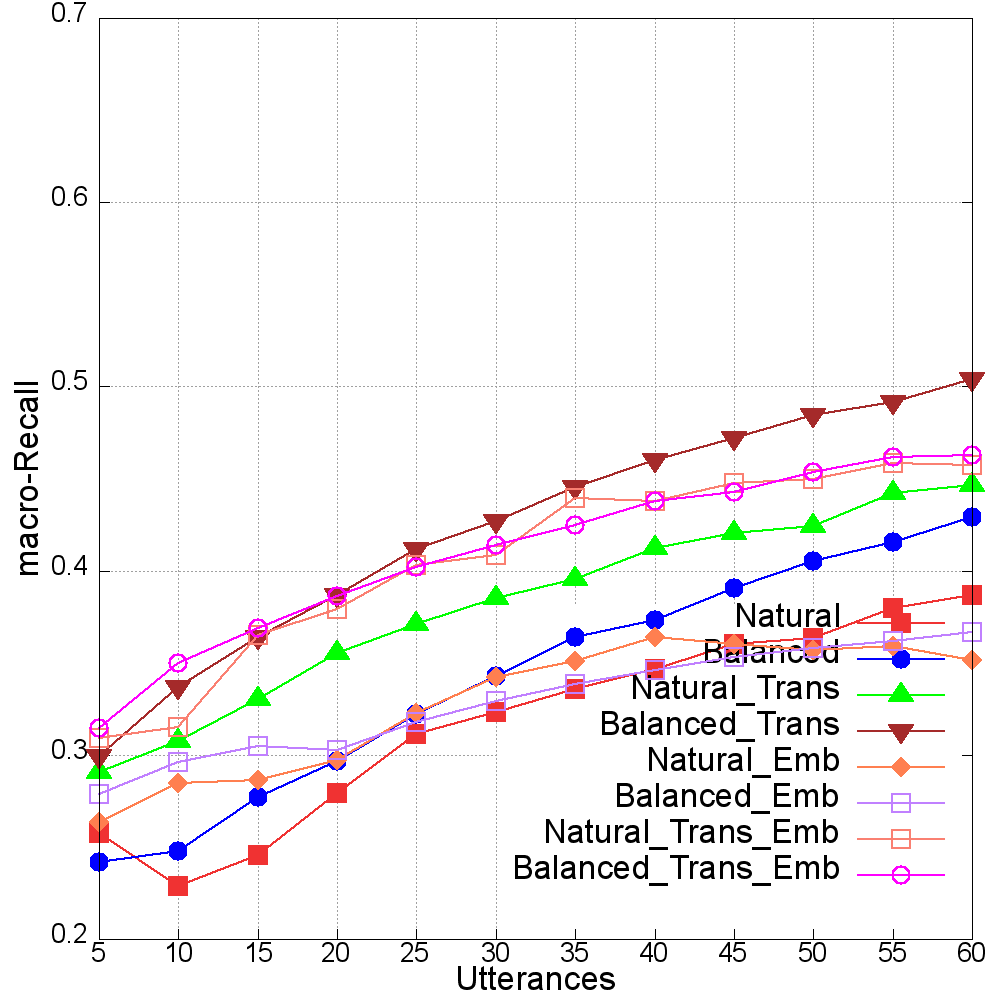 0.7
0.6
0.5
0.4
0.3
0.2
macro-Recall
5 10 15 20 25 30 35 40 45 50 55 60
Utterances
Natural
Balanced
Natural_Trans
Balanced_Trans
Natural_Emb
Balanced_Emb
Natural_Trans_Emb
Balanced_Trans_Emb